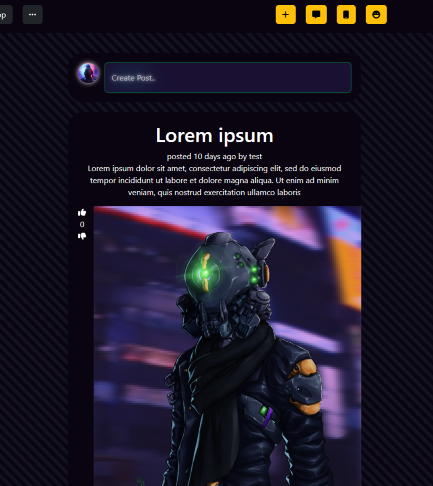 Create Post..
Lorem ipsum
posted 10 days ago by test
Lorem ipsum dolor sit amet, consectetur adipiscing elit, sed do eiusmod
tempor incididunt ut labore et dolore magna aliqua. Ut enim ad minim
veniam, quis nostrud exercitation ullamco laboris
0